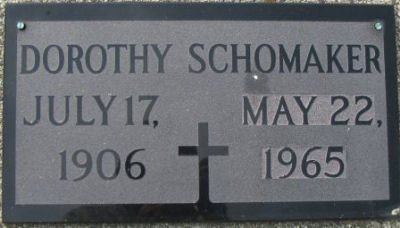 DOROTHY SCHOMAKER
JULY 17, MAY 22,
1906 1965